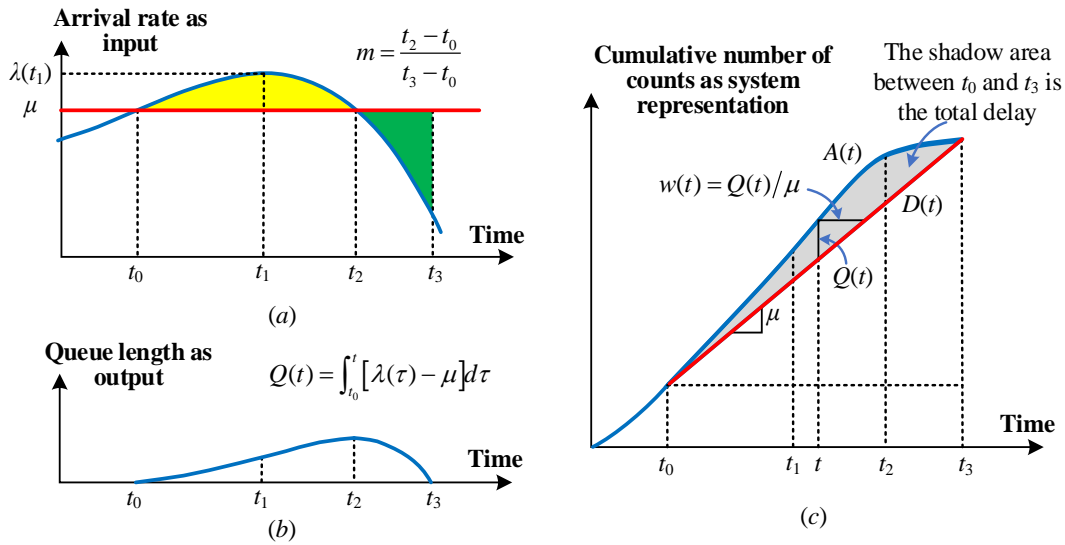 Arrival rate as
input
m = (t₂ − t₀)/(t₃ − t₀)
λ(t₁)
μ
Time
t₀
t₁
t₂
t₃
(a)
Queue length as
output
Q(t) = ∫_{t₀}^{t} [λ(τ) − μ]dτ
Time
t₀
t₁
t₂
t₃
(b)
Cumulative number of
counts as system
representation
The shadow area
between t₀ and t₃ is
the total delay
A(t)
w(t) = Q(t)/μ
D(t)
Q(t)
μ
Time
t₀
t₁
t
t₂
t₃
(c)